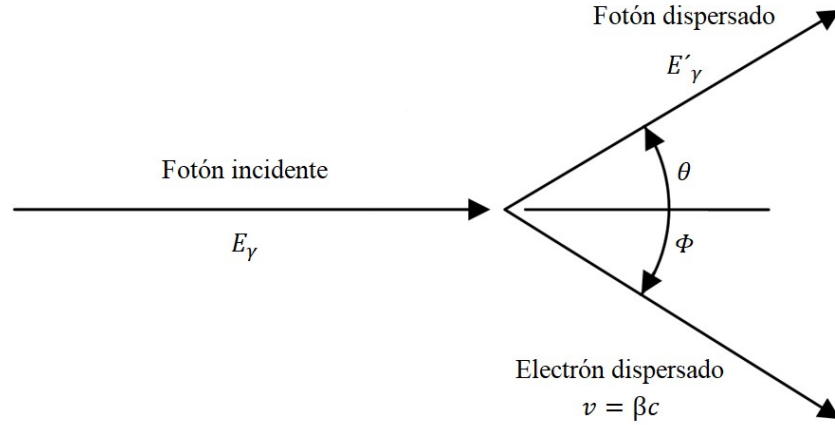 Fotón dispersado
E´γ
Fotón incidente
θ
Eγ
Φ
Electrón dispersado
v = βc